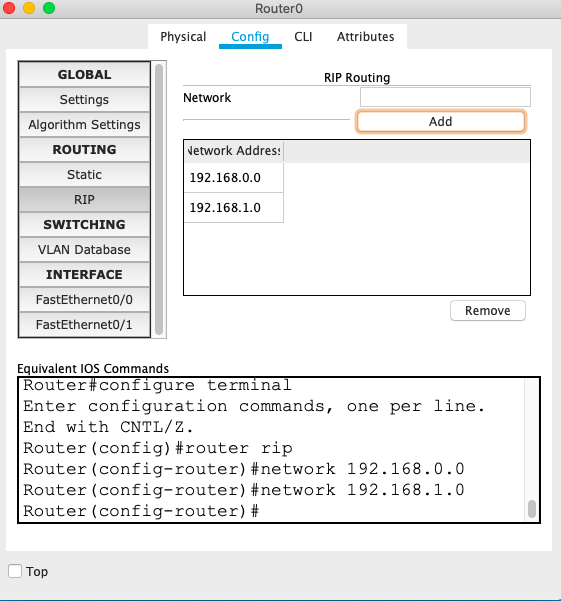 Router0
Physical Config CLI Attributes
GLOBAL
Settings
Algorithm Settings
ROUTING
Static
RIP
SWITCHING
VLAN Database
INTERFACE
FastEthernet0/0
FastEthernet0/1
RIP Routing
Network
Add
Network Address
192.168.0.0
192.168.1.0
Remove
Equivalent IOS Commands
Router#configure terminal
Enter configuration commands, one per line.
End with CNTL/Z.
Router(config)#router rip
Router(config-router)#network 192.168.0.0
Router(config-router)#network 192.168.1.0
Router(config-router)#
Top